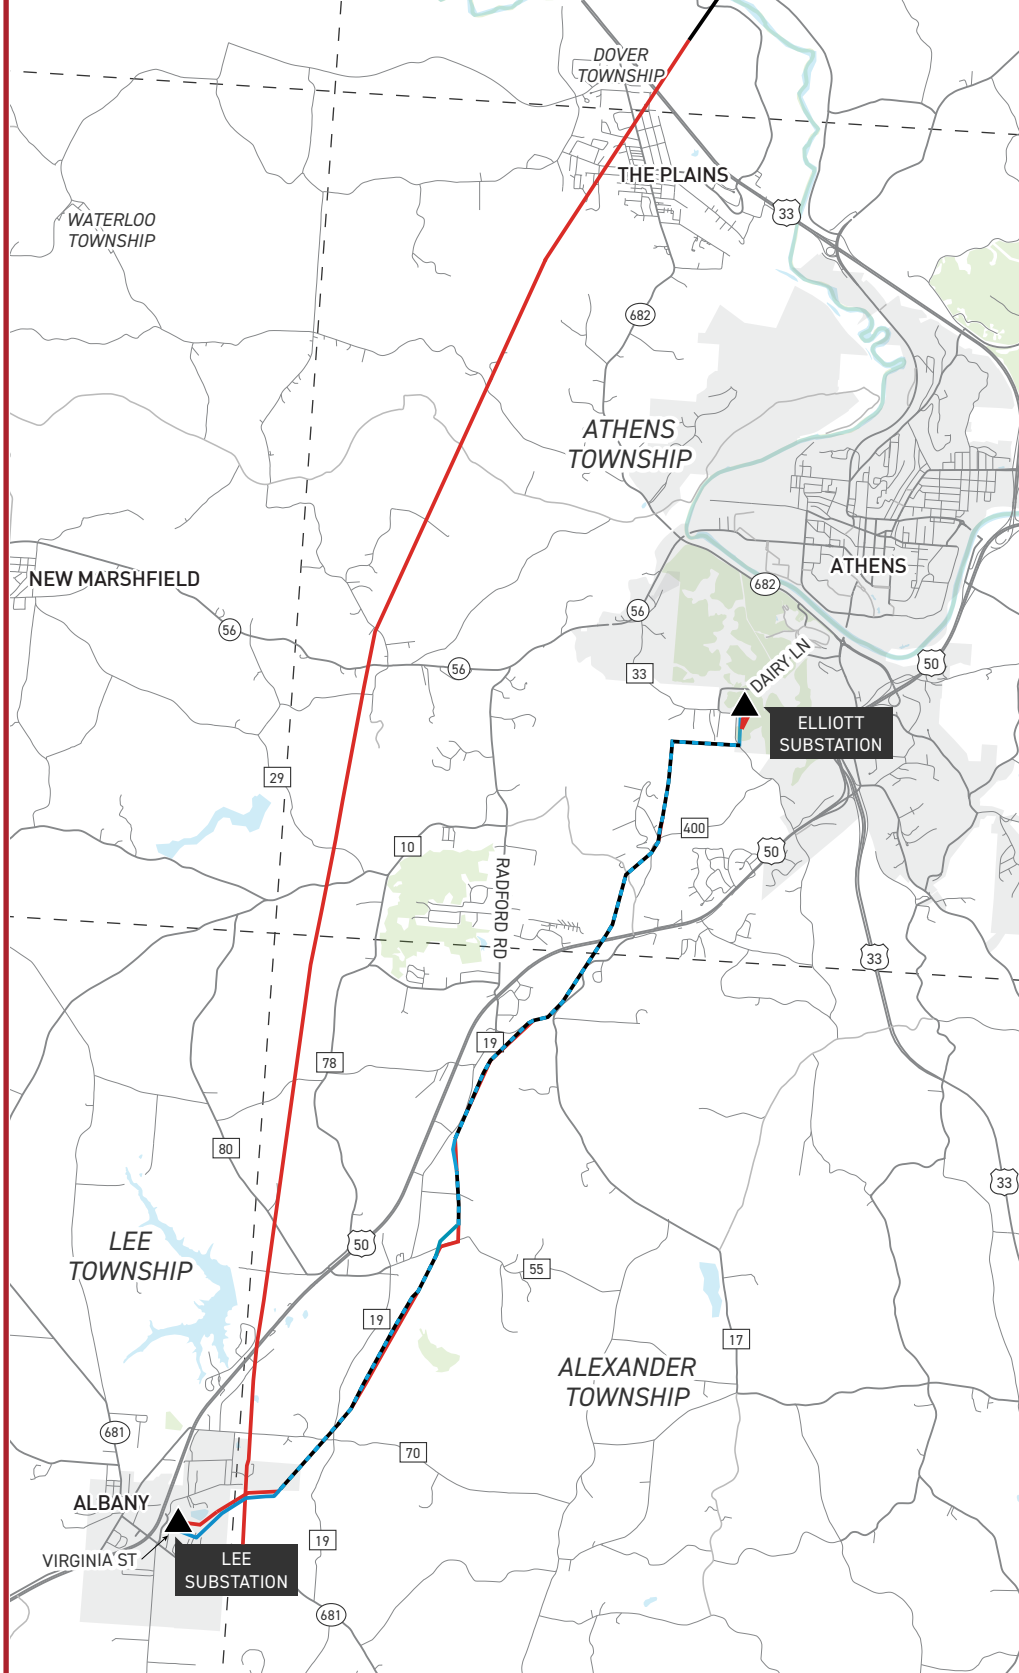 DOVER
TOWNSHIP
THE PLAINS
WATERLOO
TOWNSHIP
33
682
ATHENS
TOWNSHIP
ATHENS
NEW MARSHFIELD
682
56
56
56
33
50
DAIRY LN
ELLIOTT
SUBSTATION
29
400
10
50
RADFORD RD
33
19
78
80
33
LEE
TOWNSHIP
50
55
19
17
ALEXANDER
TOWNSHIP
681
70
ALBANY
19
VIRGINIA ST
LEE
SUBSTATION
681